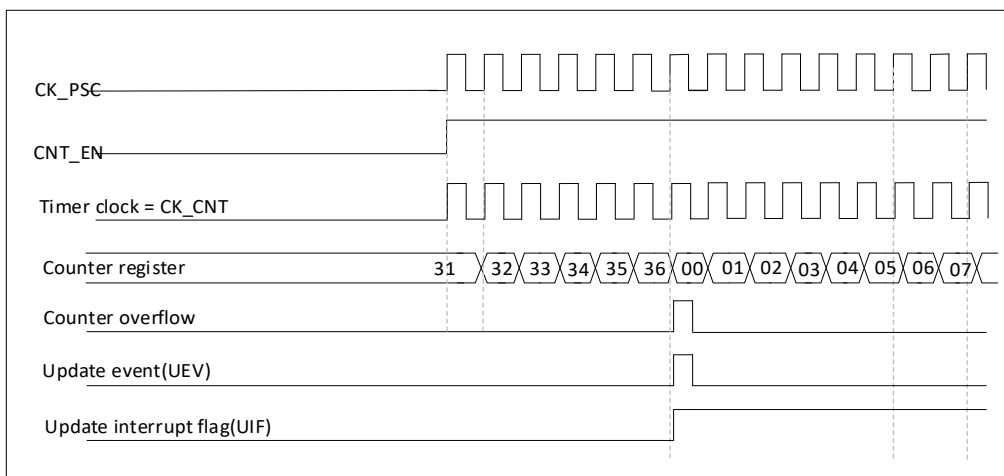 CK_PSC
CNT_EN
Timer clock = CK_CNT
Counter register 31 32 33 34 35 36 00 01 02 03 04 05 06 07
Counter overflow
Update event(UEV)
Update interrupt flag(UIF)